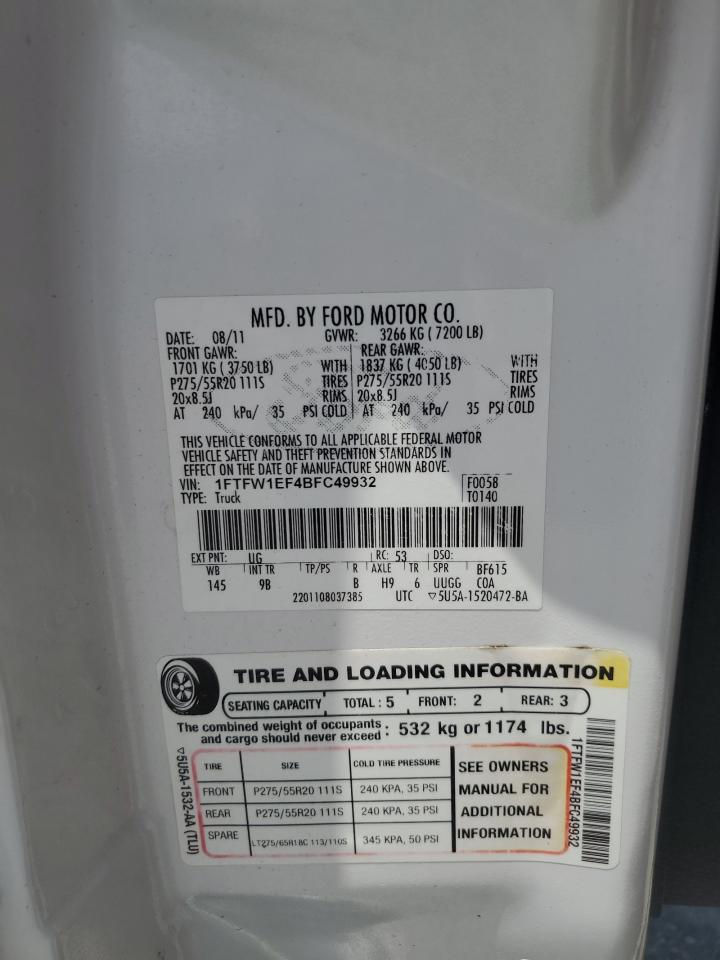 MFD. BY FORD MOTOR CO.
DATE: 08/11 GVWR: 3266 KG ( 7200 LB)
FRONT GAWR: REAR GAWR:
1701 KG ( 3750 LB) WITH 1837 KG ( 4050 LB) WITH
P275/55R20 111S TIRES P275/55R20 111S TIRES
20x8.5J RIMS 20x8.5J RIMS
AT 240 kPa/ 35 PSI COLD AT 240 kPa/ 35 PSI COLD
THIS VEHICLE CONFORMS TO ALL APPLICABLE FEDERAL MOTOR
VEHICLE SAFETY AND THEFT PREVENTION STANDARDS IN
EFFECT ON THE DATE OF MANUFACTURE SHOWN ABOVE.
VIN: 1FTFW1EF4BFC49932 F0058
TYPE: Truck T0140
EXT PNT: UG RC: 53 DSO:
WB INT TR TP/PS R AXLE TR SPR BF615
145 9B B H9 6 UUGG COA
2201108037385 UTC ▽5U5A-1520472-BA
TIRE AND LOADING INFORMATION
SEATING CAPACITY TOTAL : 5 FRONT: 2 REAR: 3
The combined weight of occupants
and cargo should never exceed : 532 kg or 1174 lbs.
TIRE SIZE COLD TIRE PRESSURE
FRONT P275/55R20 111S 240 KPA, 35 PSI
REAR P275/55R20 111S 240 KPA, 35 PSI
SPARE LT275/65R18C 113/110S 345 KPA, 50 PSI
SEE OWNERS
MANUAL FOR
ADDITIONAL
INFORMATION
▽5U5A-1532-AA (TLU)
1FTFW1EF4BFC49932